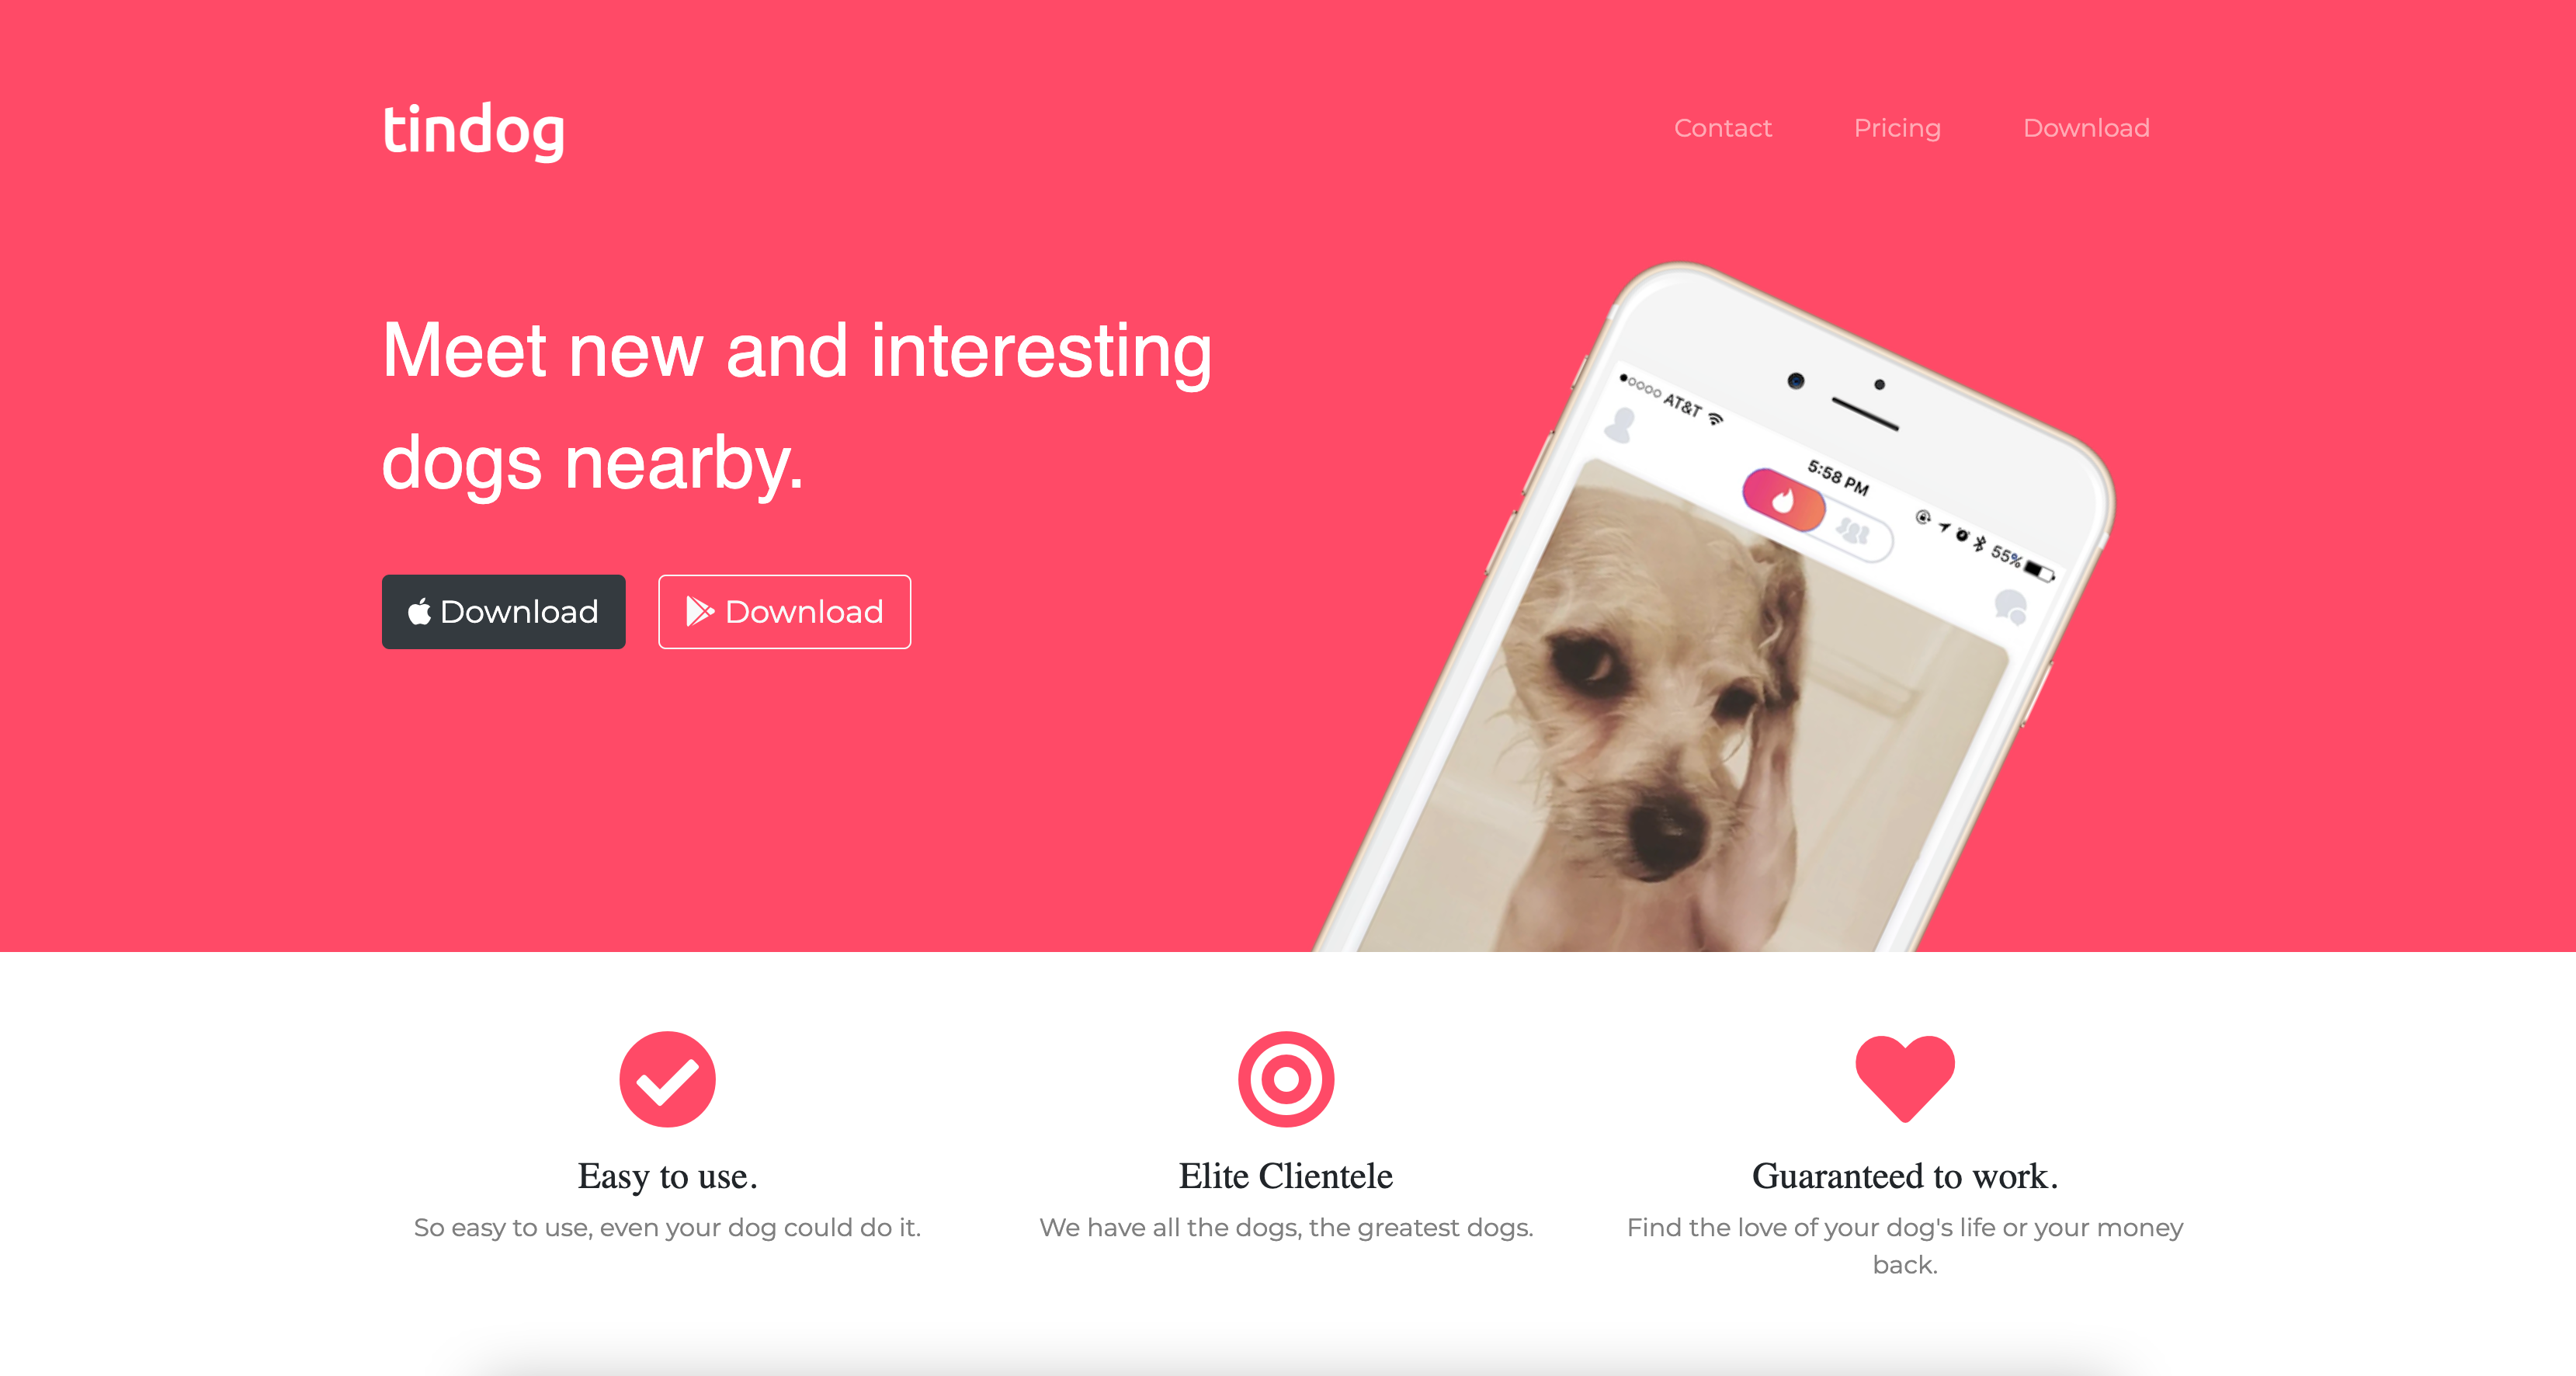 tindog
Contact
Pricing
Download
Meet new and interesting
dogs nearby.
Download
Download
AT&T
5:58 PM
55%
Easy to use.
So easy to use, even your dog could do it.
Elite Clientele
We have all the dogs, the greatest dogs.
Guaranteed to work.
Find the love of your dog's life or your money
back.